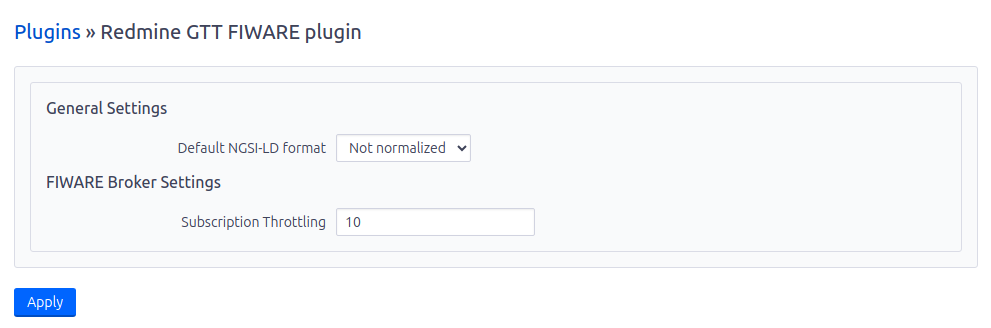 Plugins » Redmine GTT FIWARE plugin
General Settings
Default NGSI-LD format Not normalized
FIWARE Broker Settings
Subscription Throttling 10
Apply